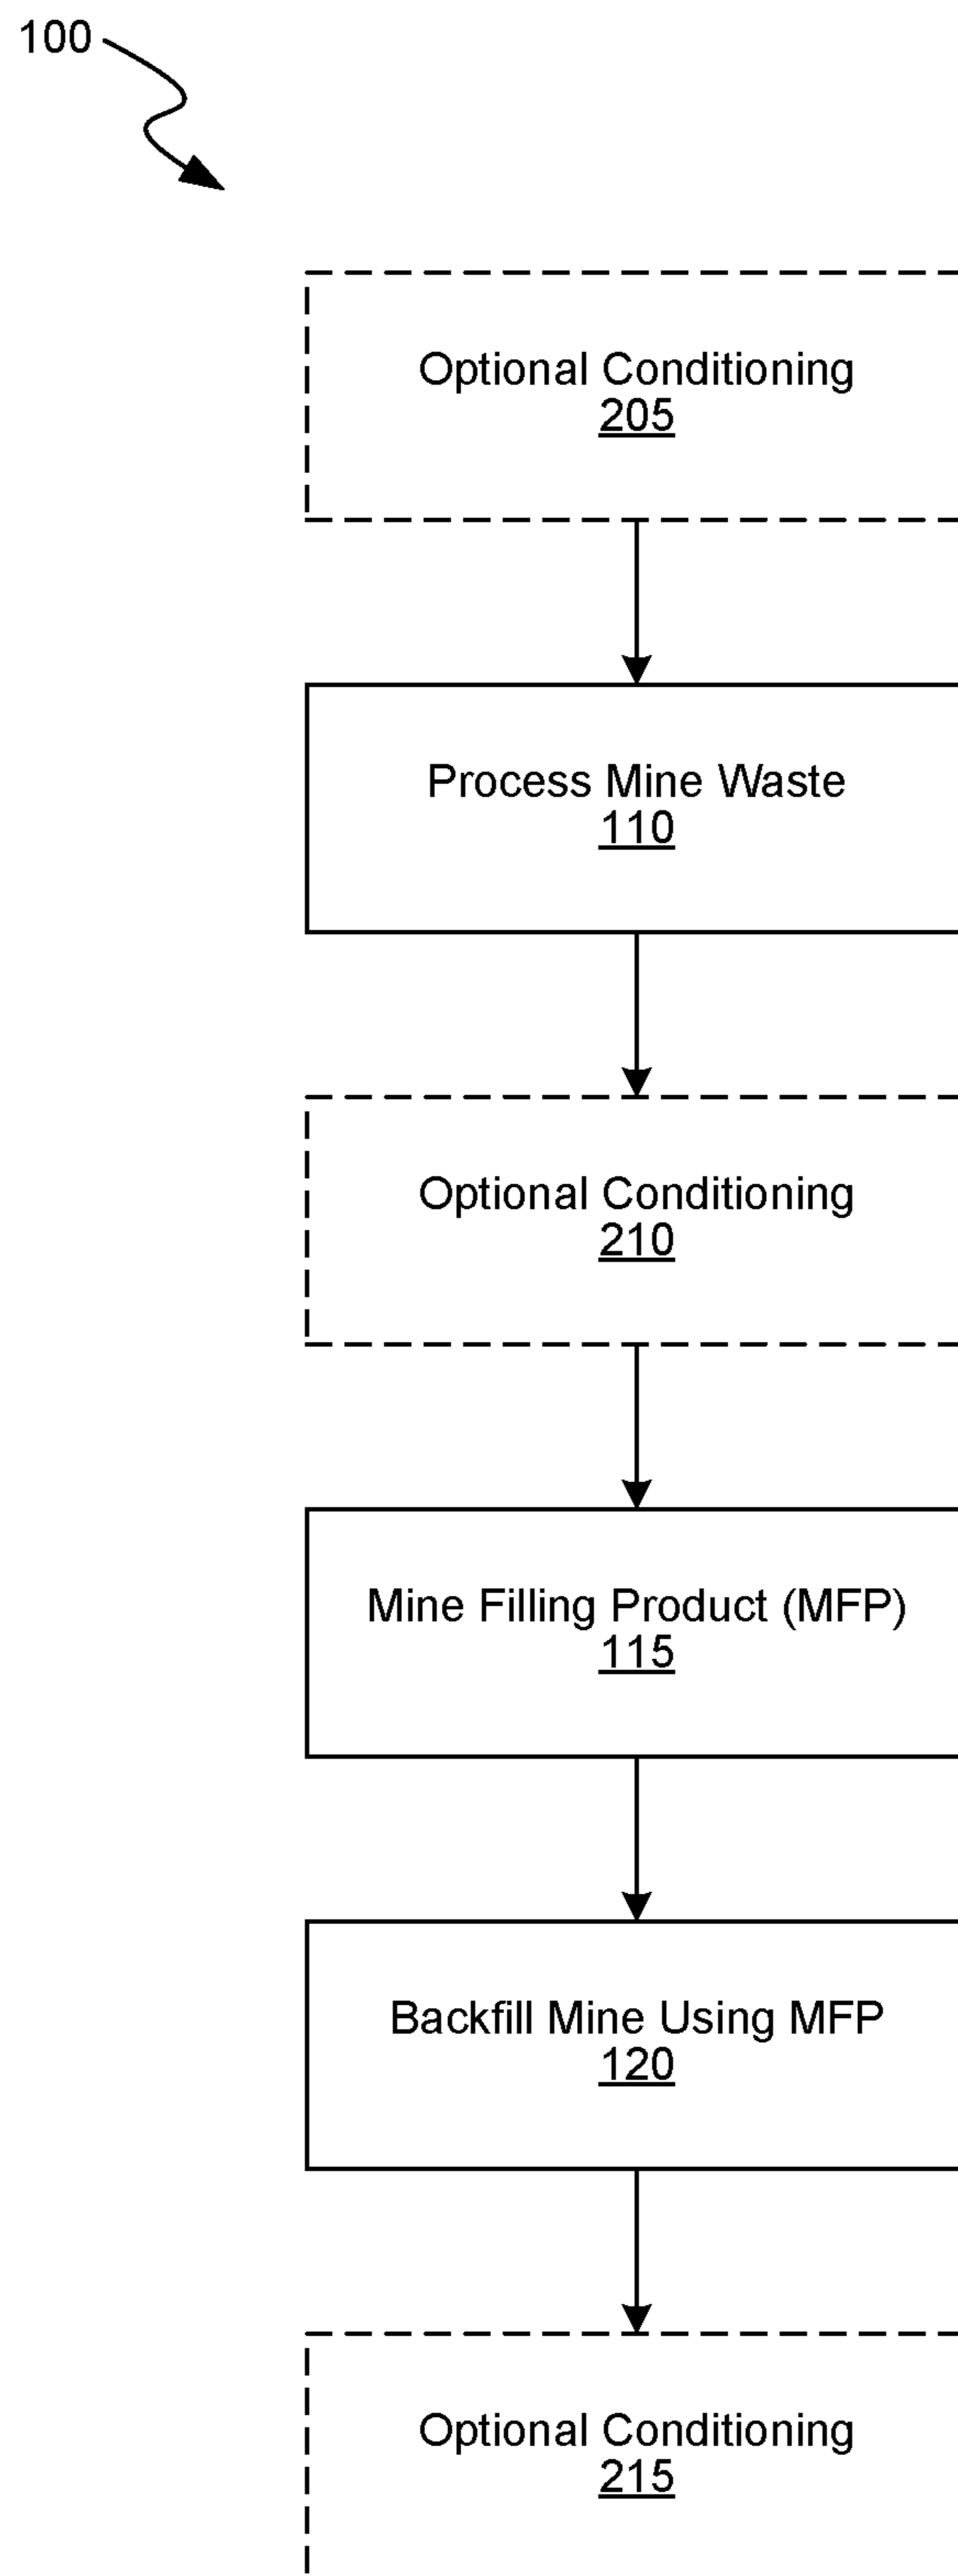 100
Optional Conditioning
205
Process Mine Waste
110
Optional Conditioning
210
Mine Filling Product (MFP)
115
Backfill Mine Using MFP
120
Optional Conditioning
215